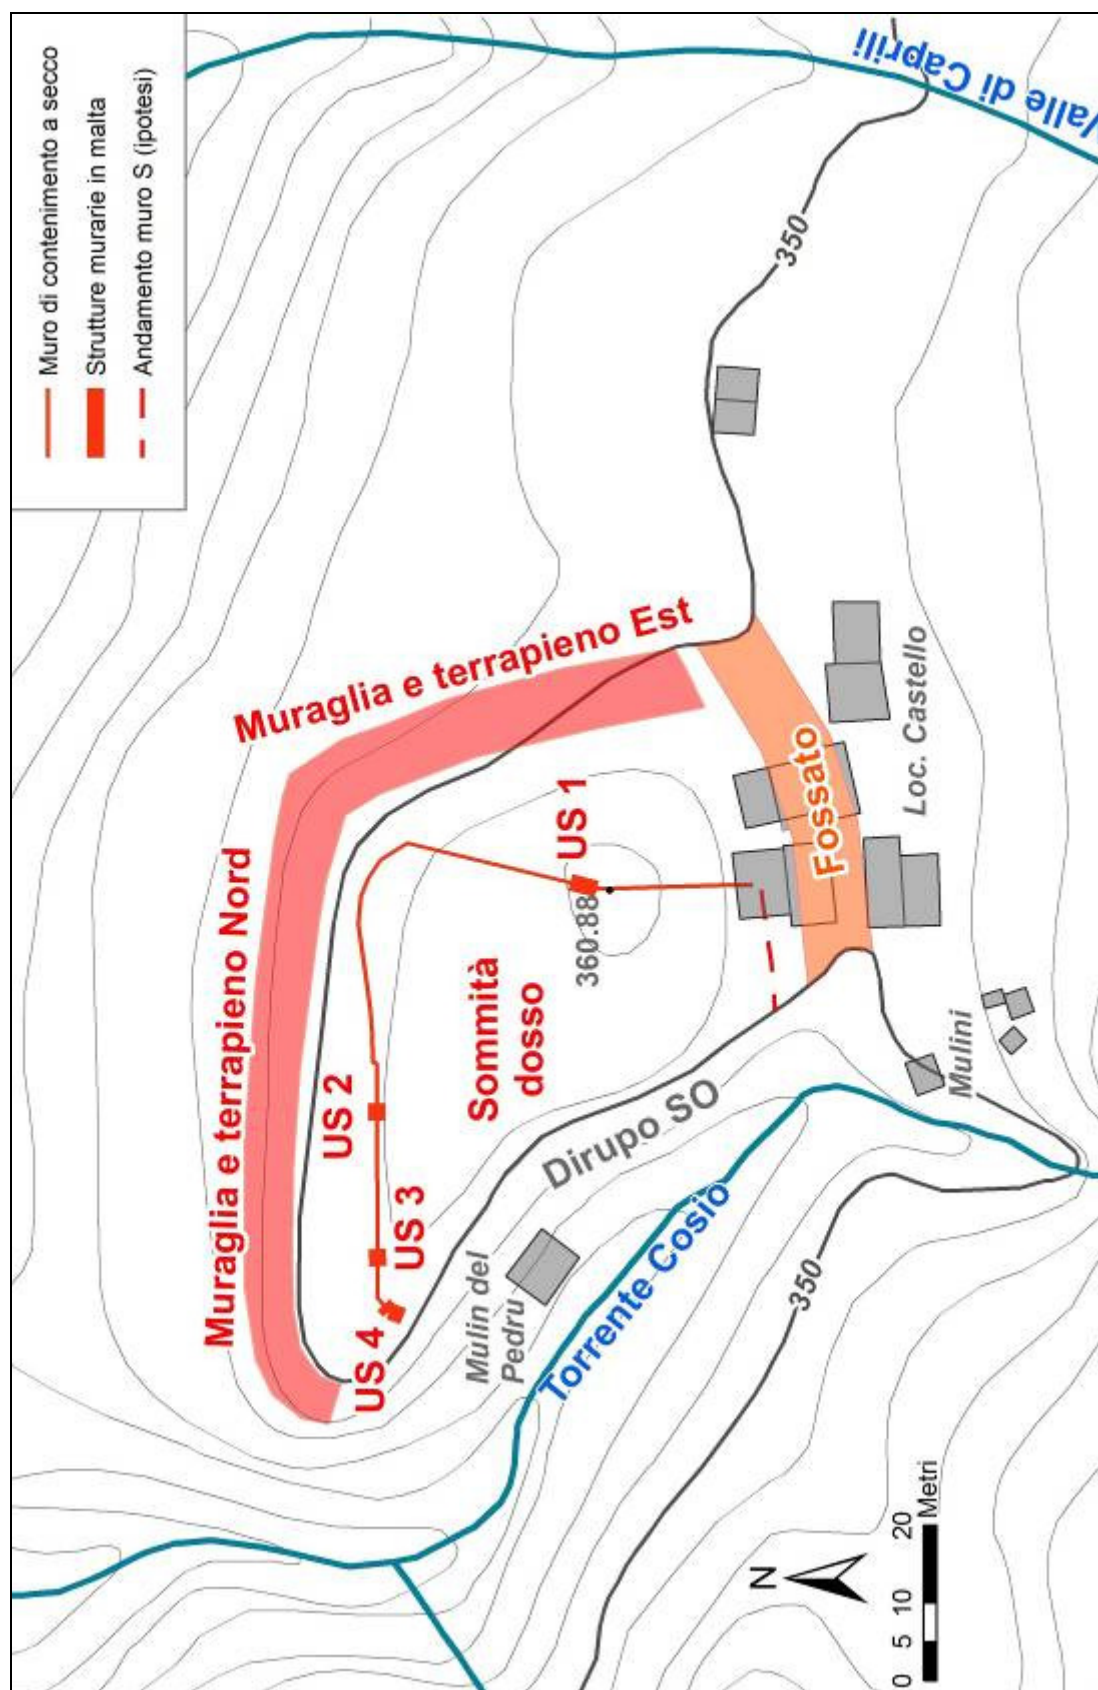 Muro di contenimento a secco
Strutture murarie in malta
Andamento muro S (ipotesi)
Valle di Caprili
350
Muraglia e terrapieno Nord
Muraglia e terrapieno Est
US 1
360.88
US 2
US 3
US 4
Sommità
dosso
Fossato
Loc. Castello
Dirupo SO
Mulini
Mulin del
Pedru
Torrente Cosio
350
N
0 5 10 20
Metri